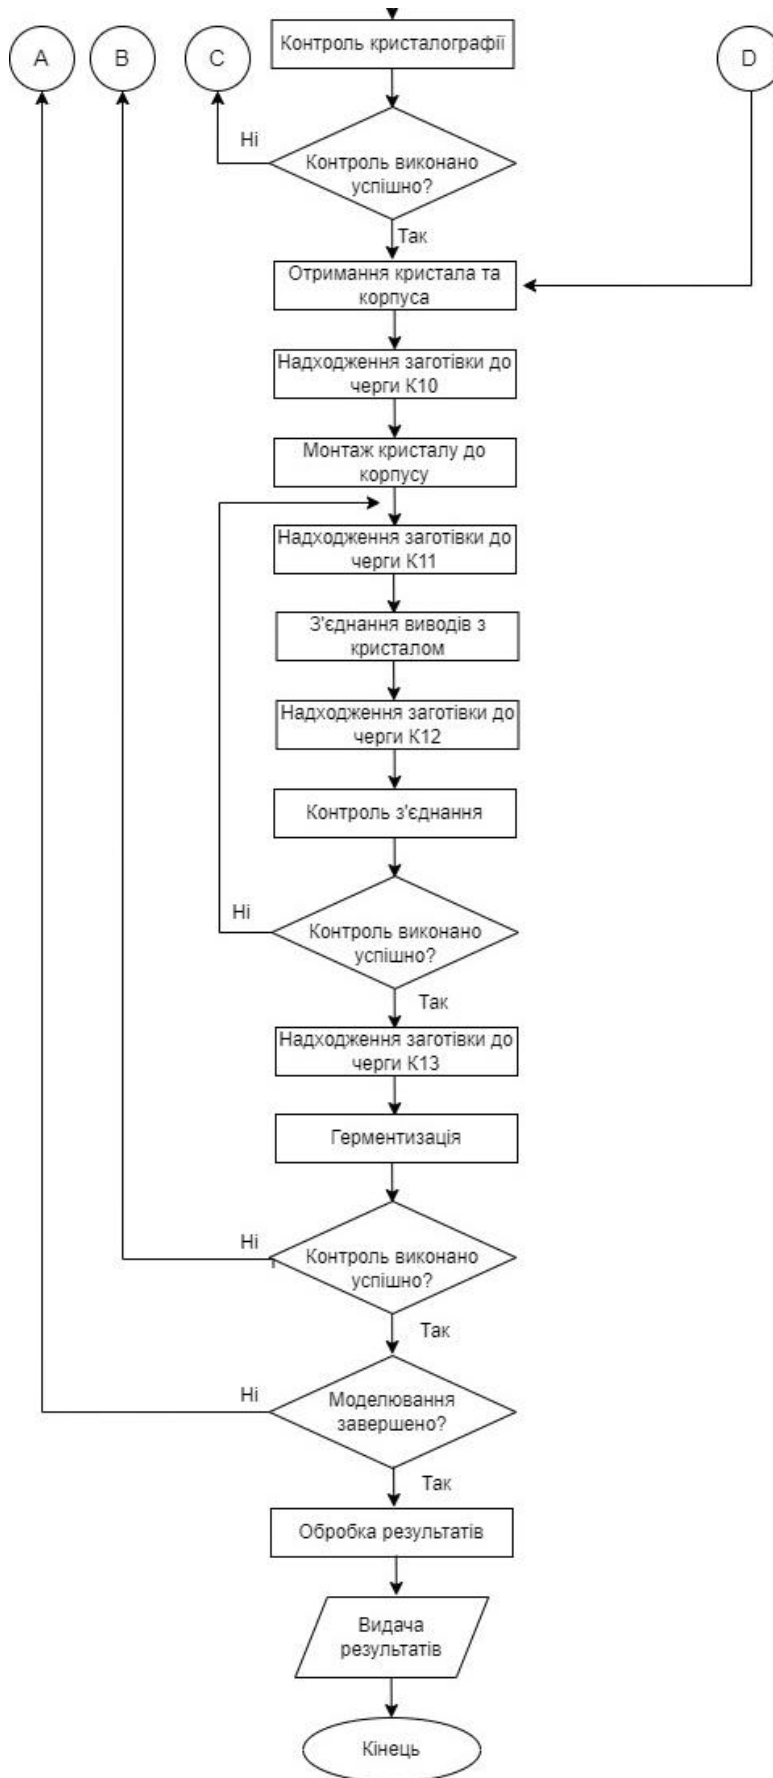 Контроль кристалографії
A
B
C
D
Ні
Контроль виконано
успішно?
Так
Отримання кристала та
корпуса
Надходження заготівки до
черги К10
Монтаж кристалу до
корпусу
Надходження заготівки до
черги К11
З'єднання виводів з
кристалом
Надходження заготівки до
черги К12
Контроль з'єднання
Ні
Контроль виконано
успішно?
Так
Надходження заготівки до
черги К13
Герментизація
Ні
Контроль виконано
успішно?
Так
Ні
Моделювання
завершено?
Так
Обробка результатів
Видача
результатів
Кінець